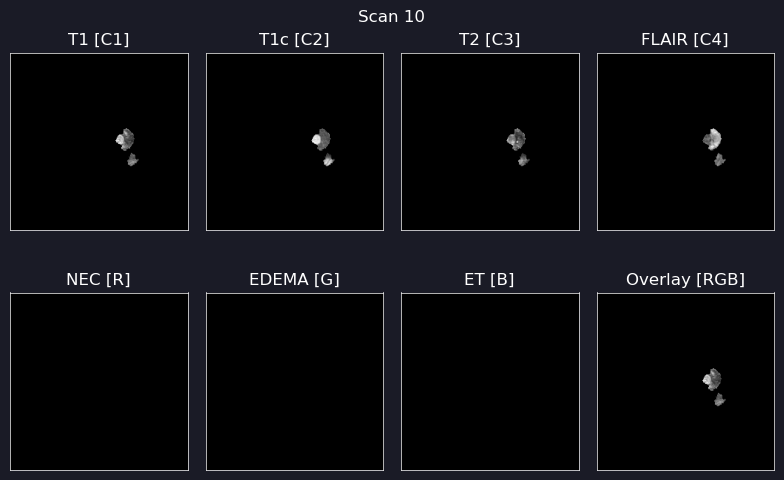 Scan 10
T1 [C1]
T1c [C2]
T2 [C3]
FLAIR [C4]
NEC [R]
EDEMA [G]
ET [B]
Overlay [RGB]